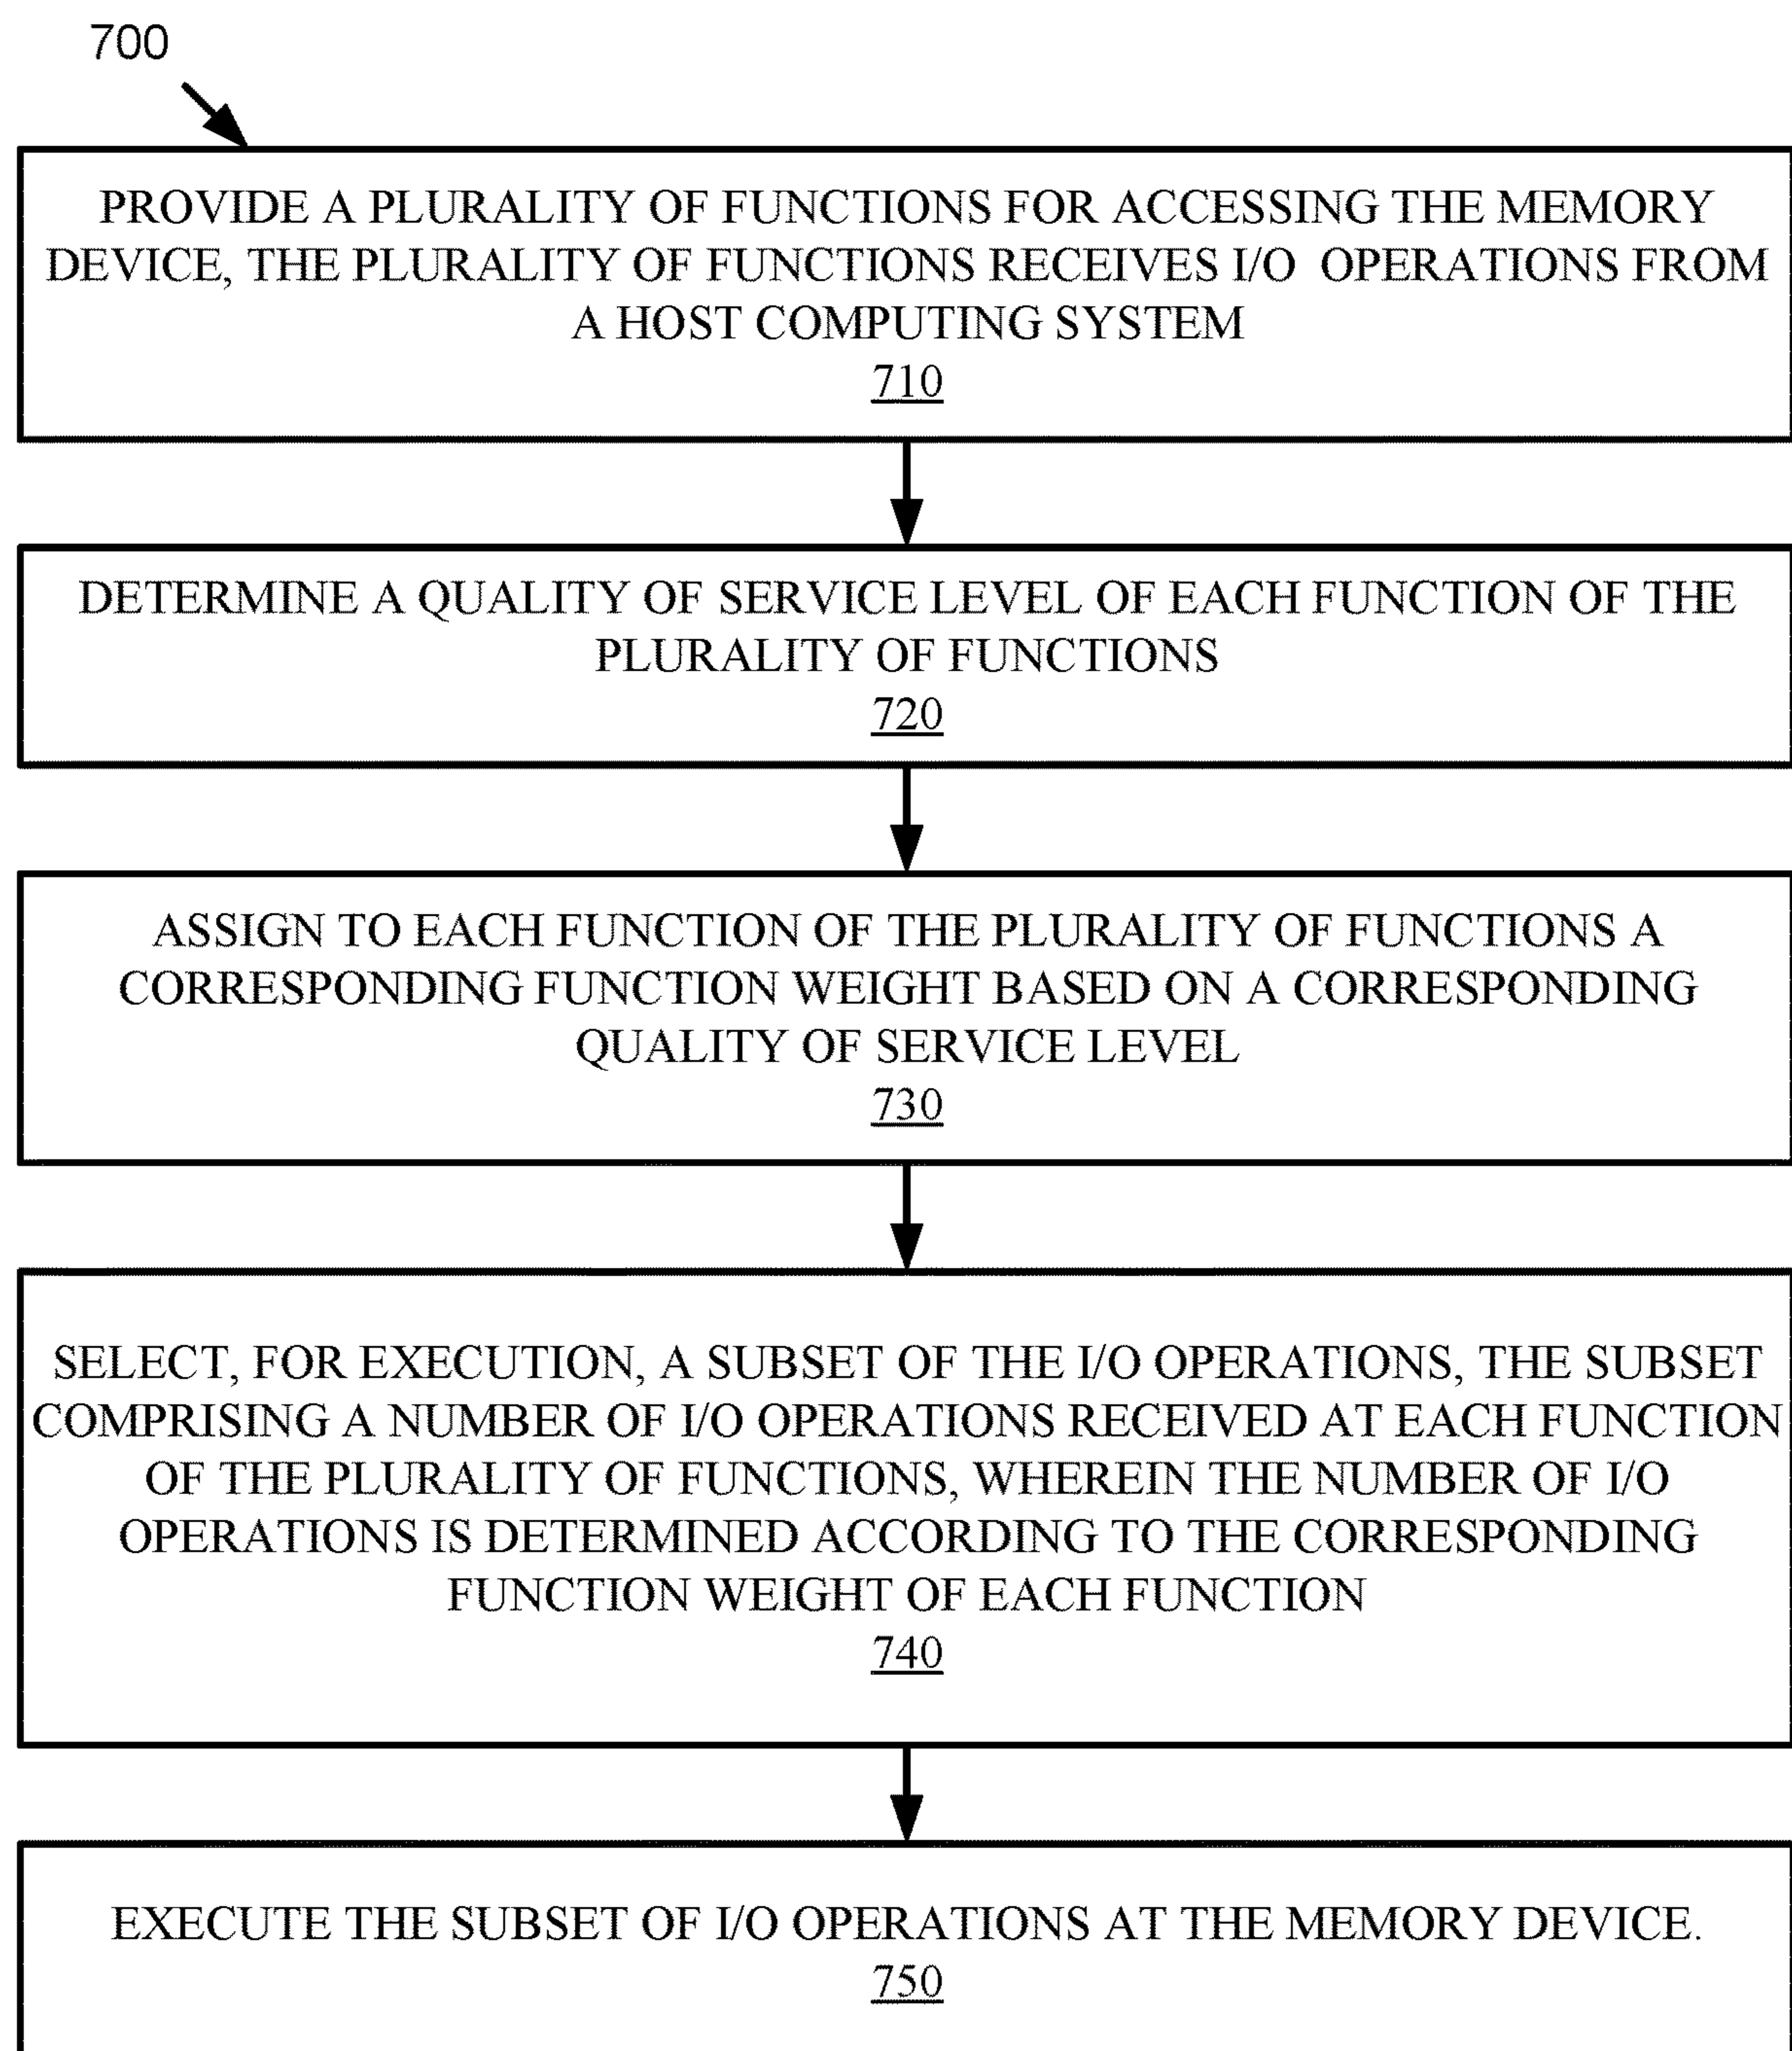 700
PROVIDE A PLURALITY OF FUNCTIONS FOR ACCESSING THE MEMORY
DEVICE, THE PLURALITY OF FUNCTIONS RECEIVES I/O OPERATIONS FROM
A HOST COMPUTING SYSTEM
710
DETERMINE A QUALITY OF SERVICE LEVEL OF EACH FUNCTION OF THE
PLURALITY OF FUNCTIONS
720
ASSIGN TO EACH FUNCTION OF THE PLURALITY OF FUNCTIONS A
CORRESPONDING FUNCTION WEIGHT BASED ON A CORRESPONDING
QUALITY OF SERVICE LEVEL
730
SELECT, FOR EXECUTION, A SUBSET OF THE I/O OPERATIONS, THE SUBSET
COMPRISING A NUMBER OF I/O OPERATIONS RECEIVED AT EACH FUNCTION
OF THE PLURALITY OF FUNCTIONS, WHEREIN THE NUMBER OF I/O
OPERATIONS IS DETERMINED ACCORDING TO THE CORRESPONDING
FUNCTION WEIGHT OF EACH FUNCTION
740
EXECUTE THE SUBSET OF I/O OPERATIONS AT THE MEMORY DEVICE.
750